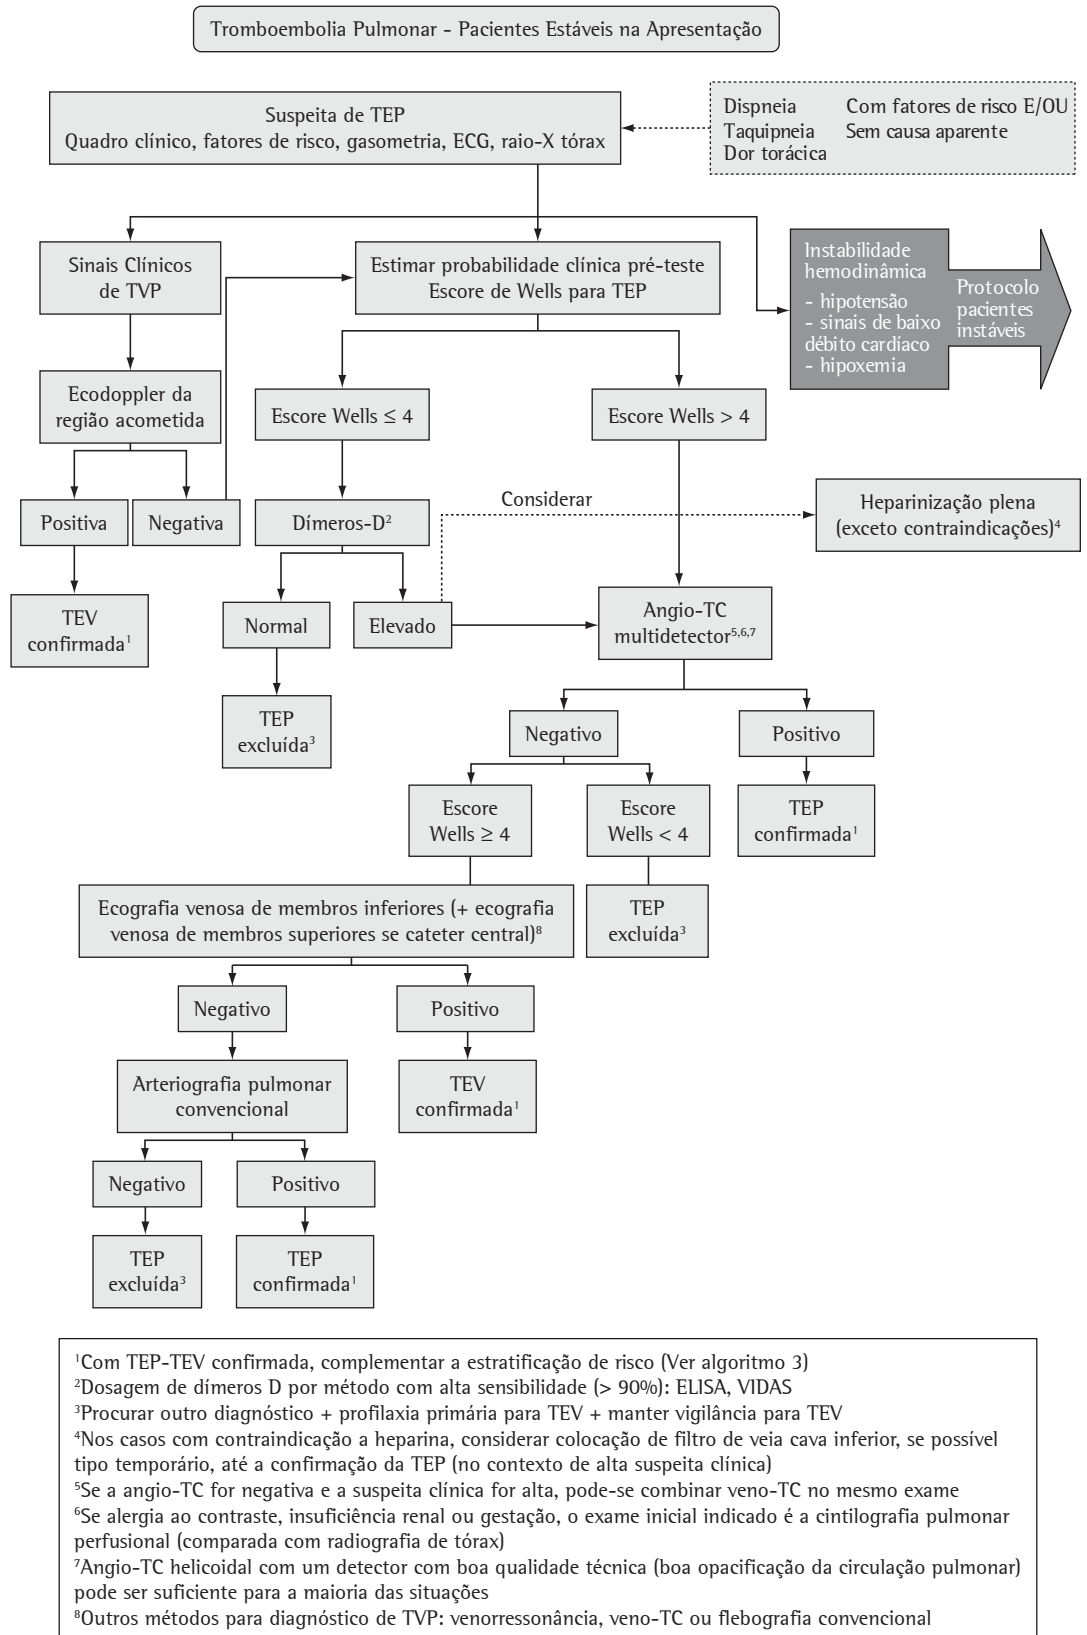 Tromboembolia Pulmonar - Pacientes Estáveis na Apresentação
Suspeita de TEP
Quadro clínico, fatores de risco, gasometria, ECG, raio-X tórax
Dispneia Com fatores de risco E/OU
Taquipneia Sem causa aparente
Dor torácica
Sinais Clínicos
de TVP
Estimar probabilidade clínica pré-teste
Escore de Wells para TEP
Instabilidade
hemodinâmica
- hipotensão
- sinais de baixo
débito cardíaco
- hipoxemia
Protocolo
pacientes
instáveis
Ecodoppler da
região acometida
Escore Wells ≤ 4
Escore Wells > 4
Positiva
Negativa
Dímeros-D²
Considerar
Heparinização plena
(exceto contraindicações)⁴
TEV
confirmada¹
Normal
Elevado
Angio-TC
multidetector⁵,⁶,⁷
TEP
excluída³
Negativo
Positivo
Escore
Wells ≥ 4
Escore
Wells < 4
TEP
confirmada¹
Ecografia venosa de membros inferiores (+ ecografia
venosa de membros superiores se cateter central)⁸
TEP
excluída³
Negativo
Positivo
Arteriografia pulmonar
convencional
TEV
confirmada¹
Negativo
Positivo
TEP
excluída³
TEP
confirmada¹
¹Com TEP-TEV confirmada, complementar a estratificação de risco (Ver algoritmo 3)
²Dosagem de dímeros D por método com alta sensibilidade (> 90%): ELISA, VIDAS
³Procurar outro diagnóstico + profilaxia primária para TEV + manter vigilância para TEV
⁴Nos casos com contraindicação a heparina, considerar colocação de filtro de veia cava inferior, se possível
tipo temporário, até a confirmação da TEP (no contexto de alta suspeita clínica)
⁵Se a angio-TC for negativa e a suspeita clínica for alta, pode-se combinar veno-TC no mesmo exame
⁶Se alergia ao contraste, insuficiência renal ou gestação, o exame inicial indicado é a cintilografia pulmonar
perfusional (comparada com radiografia de tórax)
⁷Angio-TC helicoidal com um detector com boa qualidade técnica (boa opacificação da circulação pulmonar)
pode ser suficiente para a maioria das situações
⁸Outros métodos para diagnóstico de TVP: venorressonância, veno-TC ou flebografia convencional